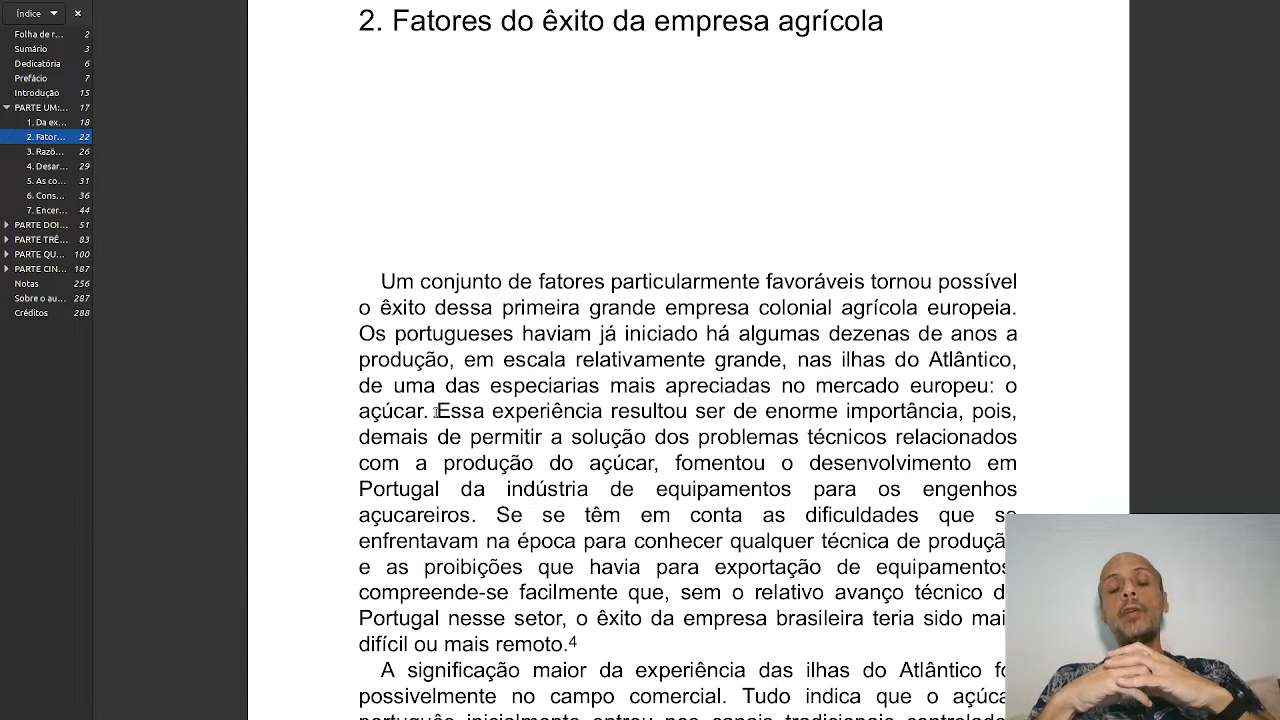 Índice
Folha de r... 2
Sumário 3
Dedicatória 6
Prefácio 7
Introdução 15
PARTE UM:... 17
1. Da ex... 18
2. Fator... 22
3. Razõ... 26
4. Desar... 29
5. As co... 31
6. Cons... 36
7. Encer... 44
PARTE DOI... 51
PARTE TRÊ... 83
PARTE QU... 100
PARTE CIN... 187
Notas 256
Sobre o au... 287
Créditos 288
2. Fatores do êxito da empresa agrícola
Um conjunto de fatores particularmente favoráveis tornou possível
o êxito dessa primeira grande empresa colonial agrícola europeia.
Os portugueses haviam já iniciado há algumas dezenas de anos a
produção, em escala relativamente grande, nas ilhas do Atlântico,
de uma das especiarias mais apreciadas no mercado europeu: o
açúcar. Essa experiência resultou ser de enorme importância, pois,
demais de permitir a solução dos problemas técnicos relacionados
com a produção do açúcar, fomentou o desenvolvimento em
Portugal da indústria de equipamentos para os engenhos
açucareiros. Se se têm em conta as dificuldades que se
enfrentavam na época para conhecer qualquer técnica de produçã
e as proibições que havia para exportação de equipamentos
compreende-se facilmente que, sem o relativo avanço técnico d
Portugal nesse setor, o êxito da empresa brasileira teria sido mai
difícil ou mais remoto.4
A significação maior da experiência das ilhas do Atlântico fo
possivelmente no campo comercial. Tudo indica que o açúca
português inicialmente entrou nos canais tradicionais controlado